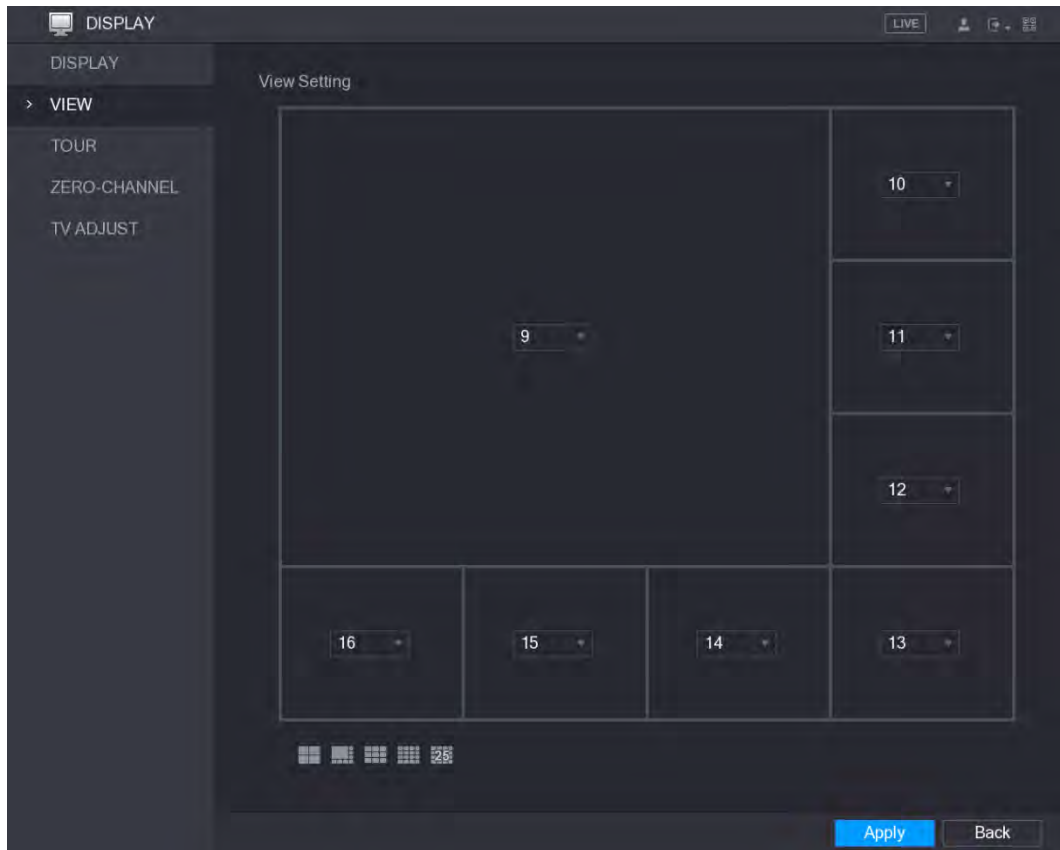 DISPLAY
LIVE
DISPLAY
VIEW
TOUR
ZERO-CHANNEL
TV ADJUST
View Setting
10
9
11
12
16
15
14
13
25
Apply
Back